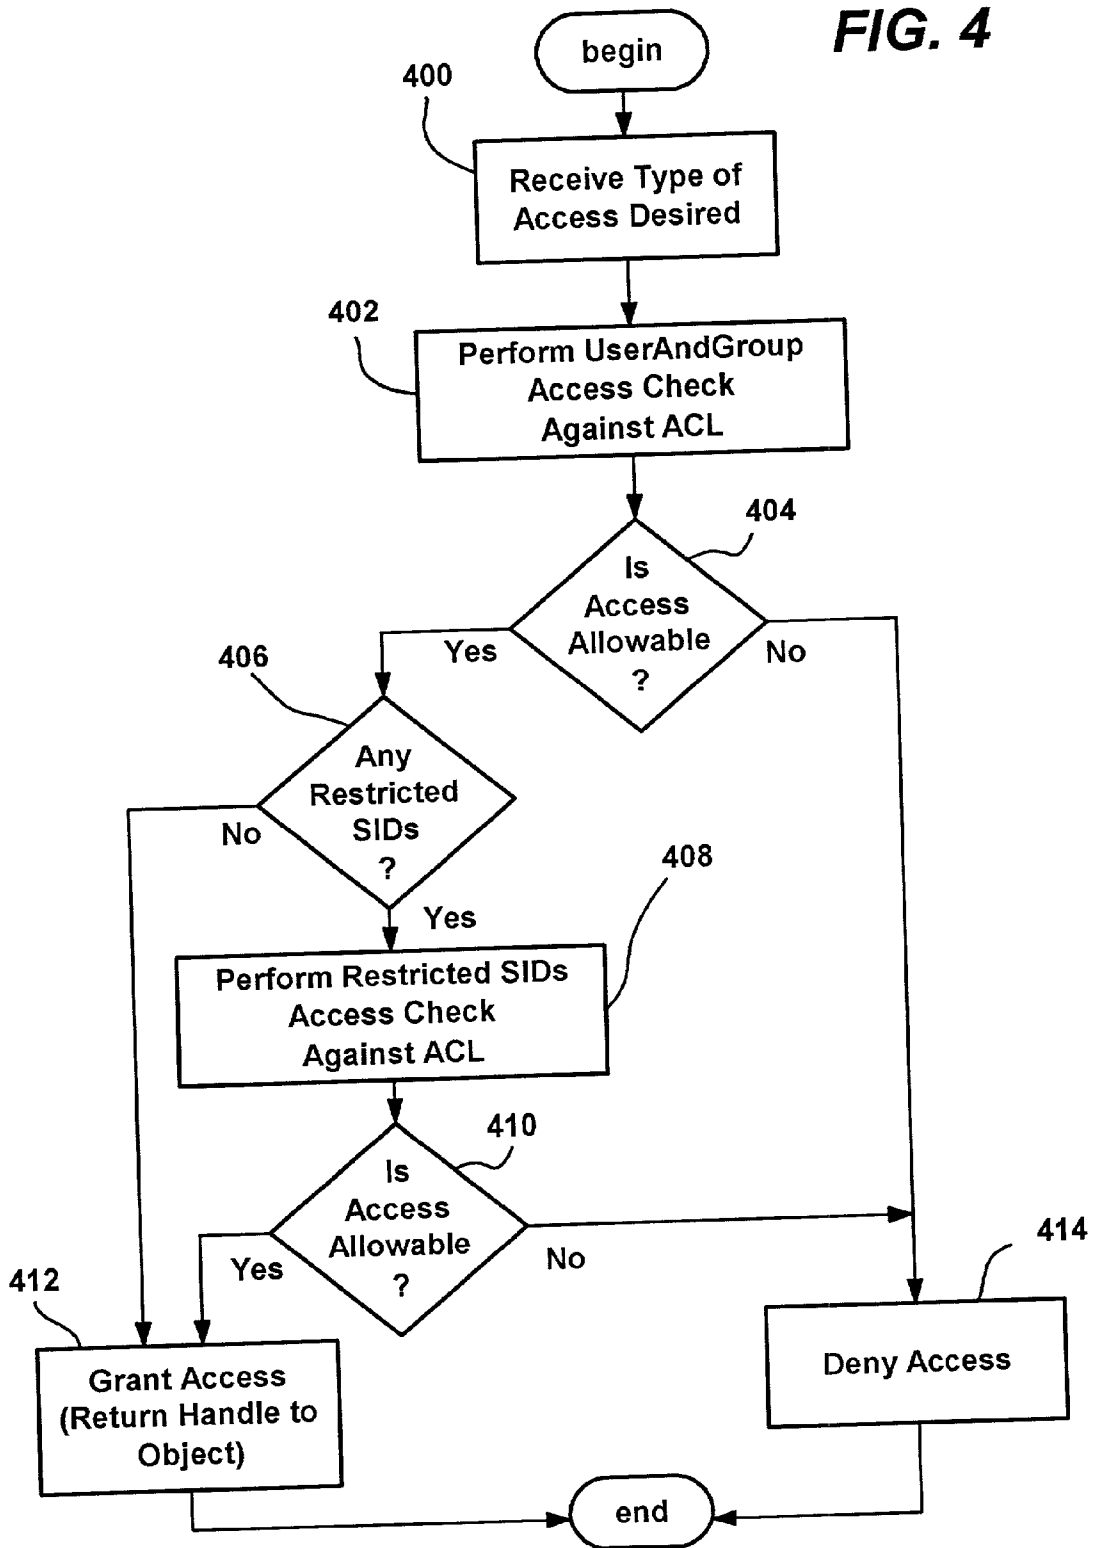 FIG. 4
begin
400
Receive Type of
Access Desired
402
Perform UserAndGroup
Access Check
Against ACL
404
Is
Access
Allowable
?
Yes
No
406
Any
Restricted
SIDs
?
No
Yes
408
Perform Restricted SIDs
Access Check
Against ACL
410
Is
Access
Allowable
?
Yes
No
412
Grant Access
(Return Handle to
Object)
414
Deny Access
end